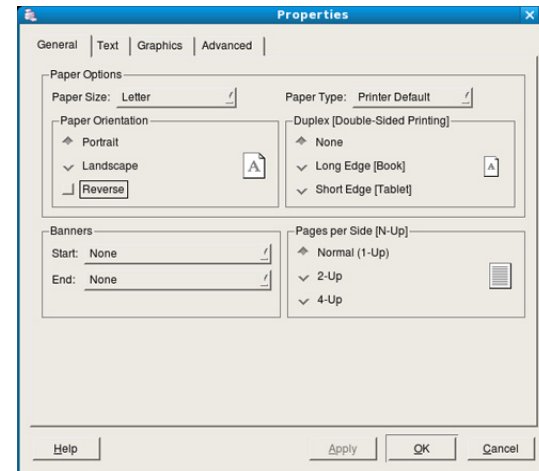 Properties
General Text Graphics Advanced
Paper Options
Paper Size: Letter Paper Type: Printer Default
Paper Orientation
Portrait
Landscape
Reverse
A
Duplex [Double-Sided Printing]
None
Long Edge [Book]
Short Edge [Tablet]
A
Banners
Start: None
End: None
Pages per Side [N-Up]
Normal (1-Up)
2-Up
4-Up
Help Apply OK Cancel